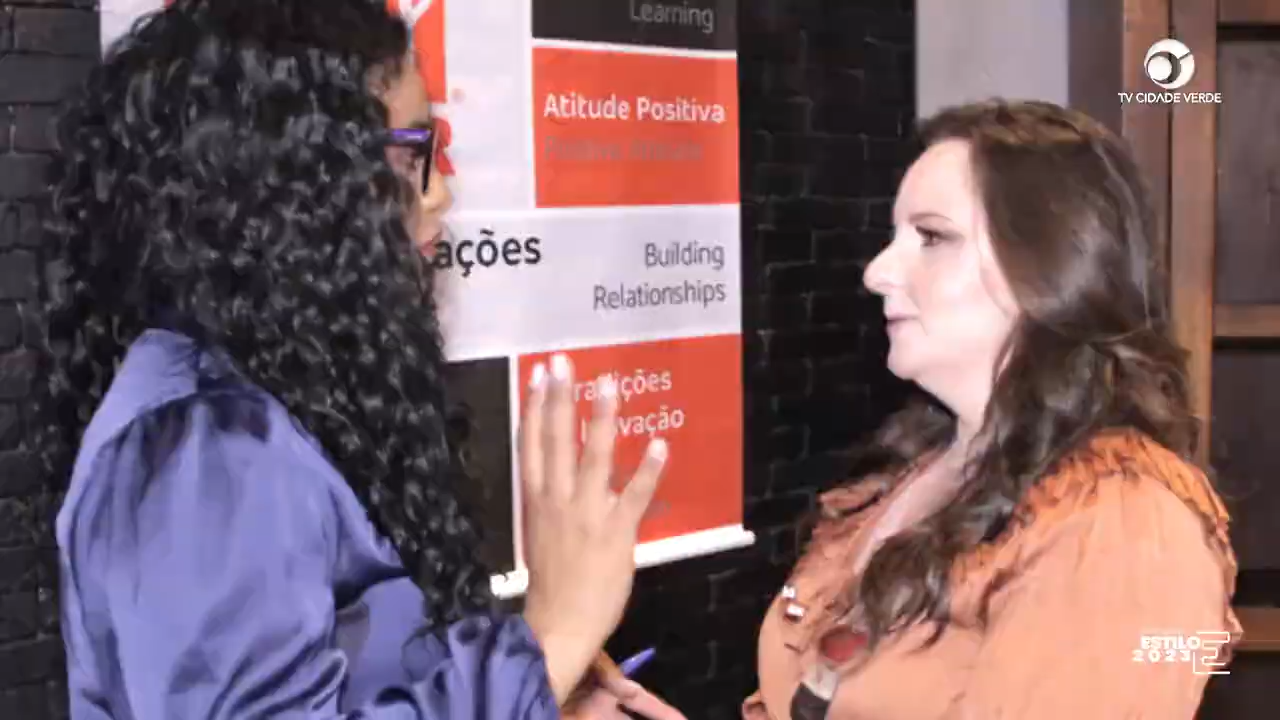 Learning
TV CIDADE VERDE
Atitude Positiva
ações
Building
Relationships
ESTILO
2023